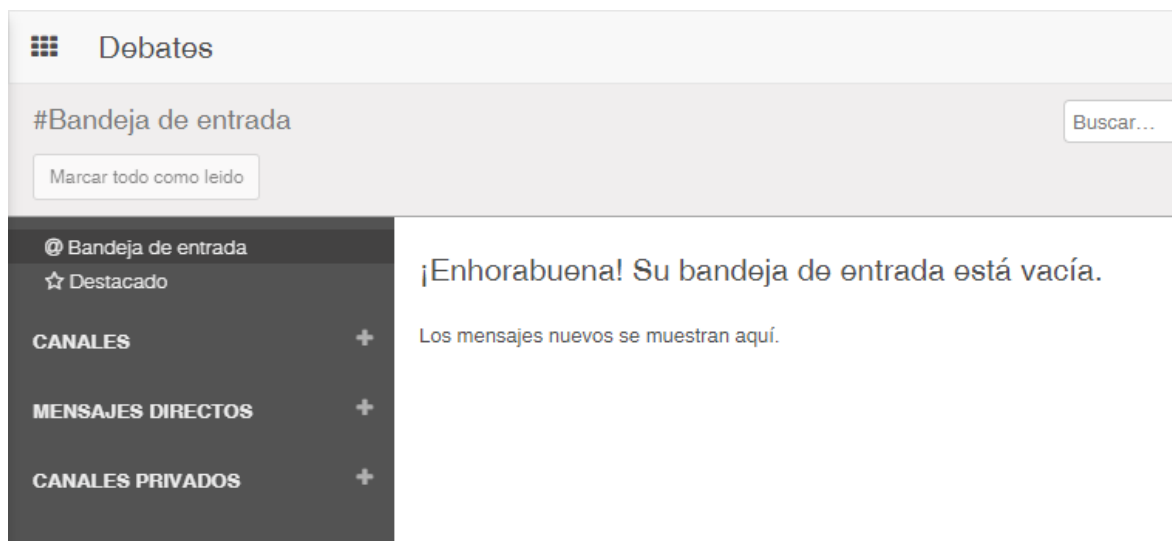 Debates
#Bandeja de entrada
Buscar...
Marcar todo como leido
@ Bandeja de entrada
Destacado
CANALES +
MENSAJES DIRECTOS +
CANALES PRIVADOS +
¡Enhorabuena! Su bandeja de entrada está vacía.
Los mensajes nuevos se muestran aquí.